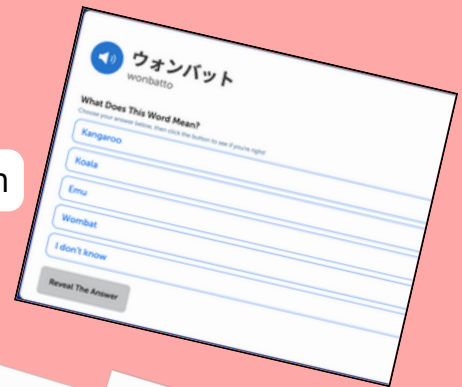 ウォンバット
wonbatto
n
What Does This Word Mean?
Choose your answer below, then click the button to see if you're right!
Kangaroo
Koala
Emu
Wombat
I don't know
Reveal The Answer